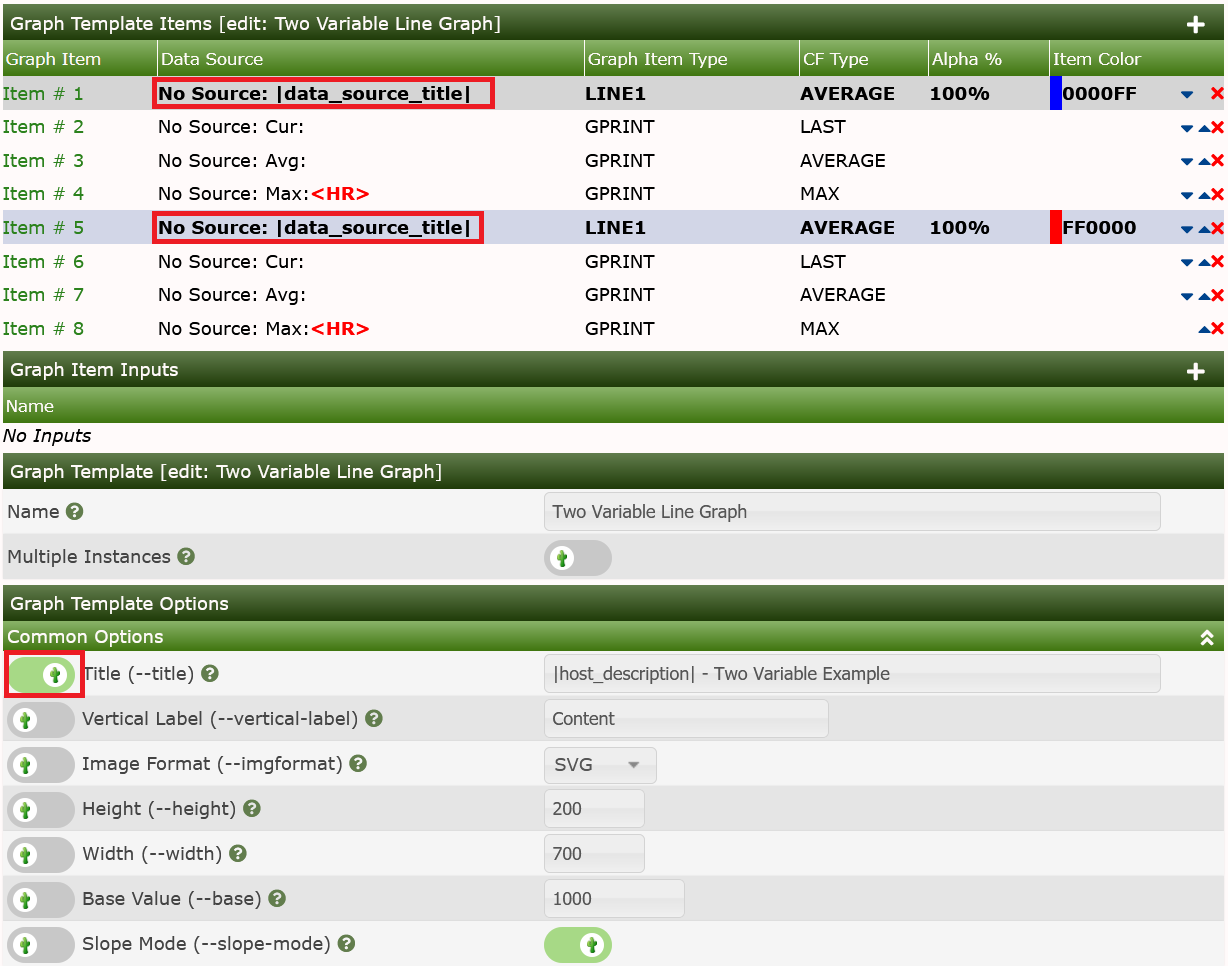 Graph Template Items [edit: Two Variable Line Graph]
Graph Item Data Source Graph Item Type CF Type Alpha % Item Color
Item # 1 No Source: |data_source_title| LINE1 AVERAGE 100% 0000FF
Item # 2 No Source: Cur: GPRINT LAST
Item # 3 No Source: Avg: GPRINT AVERAGE
Item # 4 No Source: Max:<HR> GPRINT MAX
Item # 5 No Source: |data_source_title| LINE1 AVERAGE 100% FF0000
Item # 6 No Source: Cur: GPRINT LAST
Item # 7 No Source: Avg: GPRINT AVERAGE
Item # 8 No Source: Max:<HR> GPRINT MAX
Graph Item Inputs
Name
No Inputs
Graph Template [edit: Two Variable Line Graph]
Name Two Variable Line Graph
Multiple Instances
Graph Template Options
Common Options
Title (--title) |host_description| - Two Variable Example
Vertical Label (--vertical-label) Content
Image Format (--imgformat) SVG
Height (--height) 200
Width (--width) 700
Base Value (--base) 1000
Slope Mode (--slope-mode)